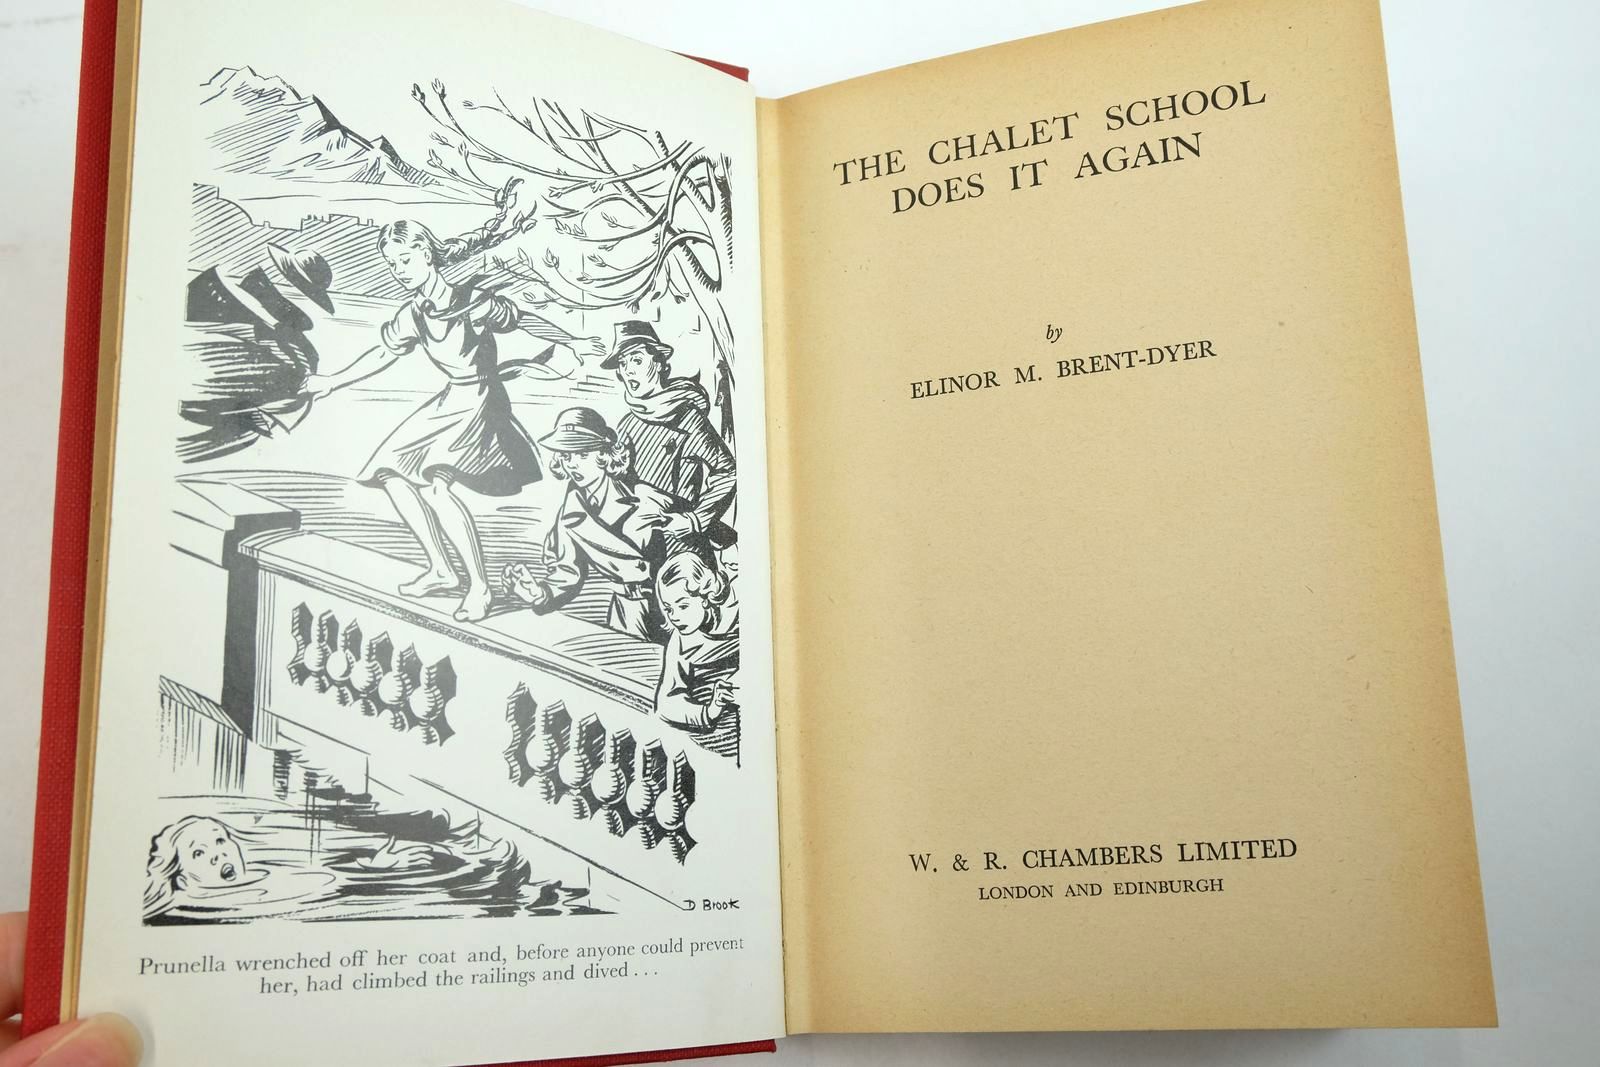 D Brook
Prunella wrenched off her coat and, before anyone could prevent
her, had climbed the railings and dived . . .
THE CHALET SCHOOL
DOES IT AGAIN
by
ELINOR M. BRENT-DYER
W. & R. CHAMBERS LIMITED
LONDON AND EDINBURGH